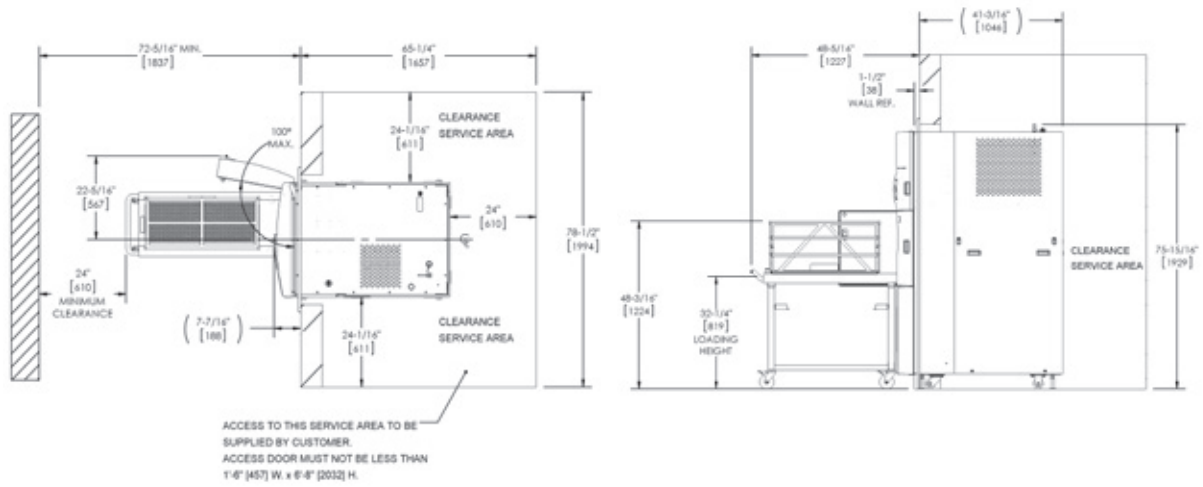 72-5/16" MIN.
[1837]
65-1/4"
[1657]
CLEARANCE
SERVICE AREA
24-1/16"
[611]
100°
MAX.
22-5/16"
[567]
24"
[610]
78-1/2"
[1994]
24"
[610]
MINIMUM
CLEARANCE
( 7-7/16" )
[188]
24-1/16"
[611]
CLEARANCE
SERVICE AREA
ACCESS TO THIS SERVICE AREA TO BE
SUPPLIED BY CUSTOMER.
ACCESS DOOR MUST NOT BE LESS THAN
1'-6" [457] W. x 6'-8" [2032] H.
( 41-3/16" )
[1046]
48-5/16"
[1227]
1-1/2"
[38]
WALL REF.
CLEARANCE
SERVICE AREA
75-15/16"
[1929]
48-3/16"
[1224]
32-1/4"
[819]
LOADING
HEIGHT